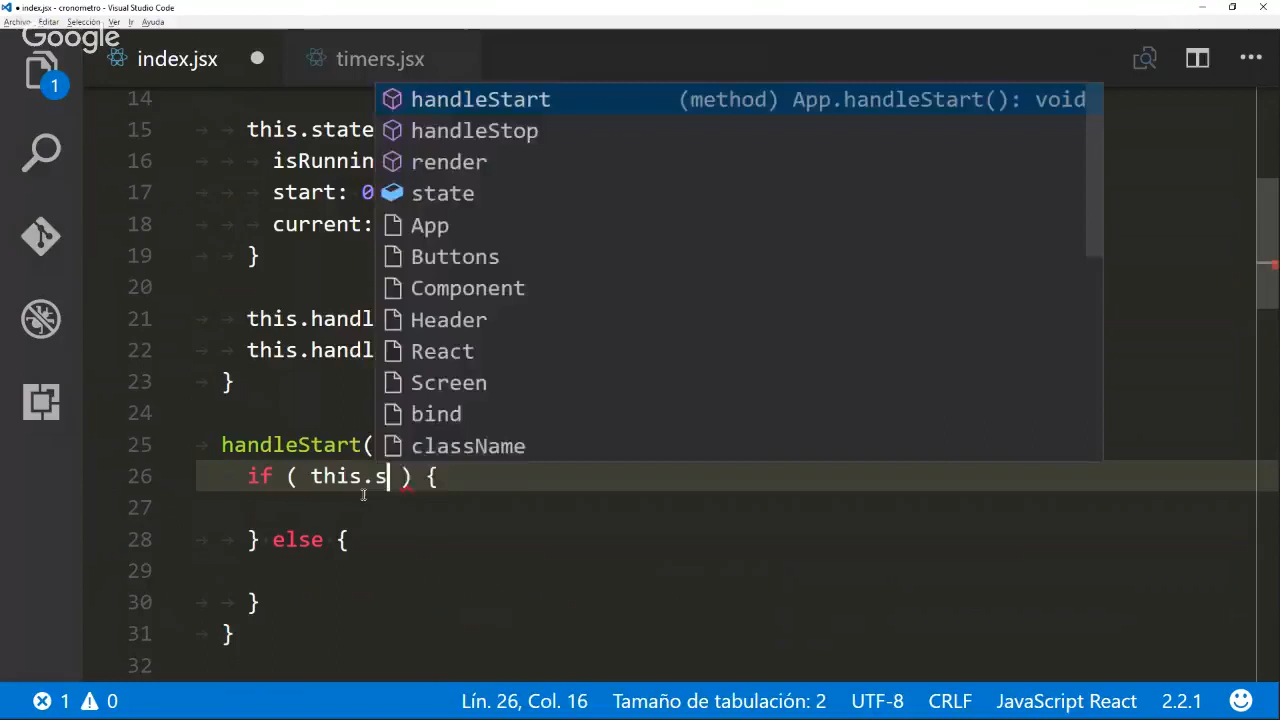 index.jsx - cronometro - Visual Studio Code
Archivo Editar Selección Ver Ir Ayuda
Google
index.jsx
timers.jsx
1
14
15 this.state
16 isRunnin
17 start: 0
18 current:
19 }
20
21 this.handl
22 this.handl
23 }
24
25 handleStart(
26 if ( this.s ) {
27
28 } else {
29
30 }
31 }
32
handleStart (method) App.handleStart(): void
handleStop
render
state
App
Buttons
Component
Header
React
Screen
bind
className
1 0 Lín. 26, Col. 16 Tamaño de tabulación: 2 UTF-8 CRLF JavaScript React 2.2.1